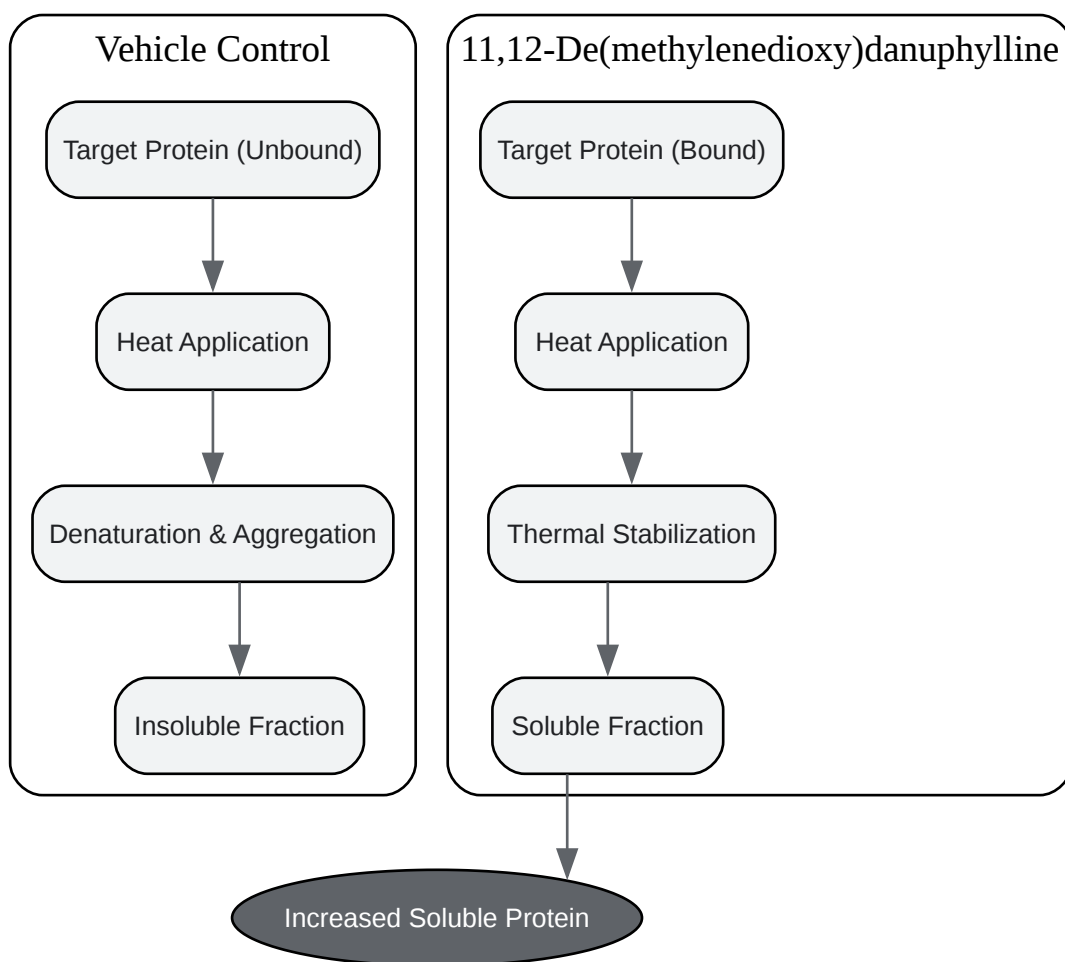 Vehicle Control
Target Protein (Unbound)
Heat Application
Denaturation & Aggregation
Insoluble Fraction
11,12-De(methylenedioxy)danuphylline
Target Protein (Bound)
Heat Application
Thermal Stabilization
Soluble Fraction
Increased Soluble Protein